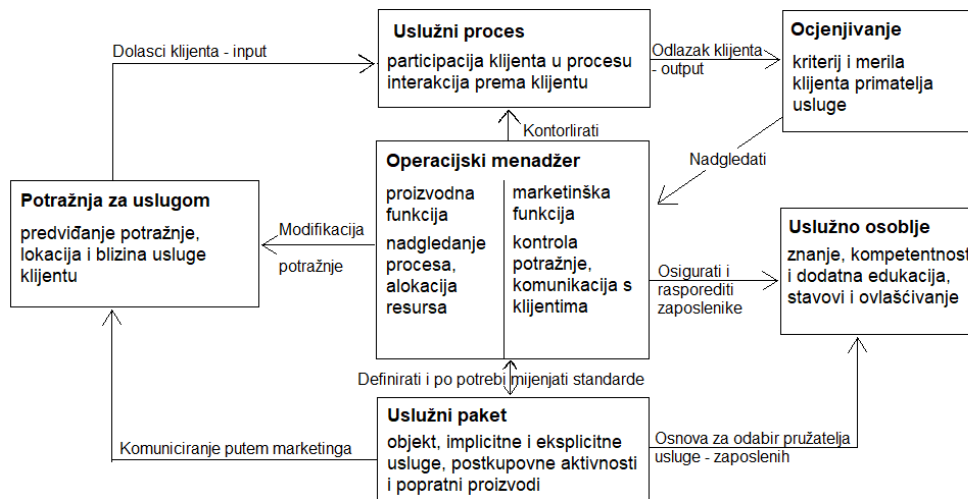 Uslužni proces
participacija klijenta u procesu
interakcija prema klijentu
Ocjenjivanje
kriterij i merila
klijenta primatelja
usluge
Dolasci klijenta - input
Odlazak klijenta
- output
Kontorlirati
Nadgledati
Operacijski menadžer
proizvodna
funkcija
nadgledanje
procesa,
alokacija
resursa
marketinška
funkcija
kontrola
potražnje,
komunikacija s
klijentima
Potražnja za uslugom
predviđanje potražnje,
lokacija i blizina usluge
klijentu
Modifikacija
potražnje
Uslužno osoblje
znanje, kompetentnost
i dodatna edukacija,
stavovi i ovlašćivanje
Osigurati i
rasporediti
zaposlenike
Definirati i po potrebi mijenjati standarde
Uslužni paket
objekt, implicitne i eksplicitne
usluge, postkupovne aktivnosti
i popratni proizvodi
Komuniciranje putem marketinga
Osnova za odabir pružatelja
usluge - zaposlenih